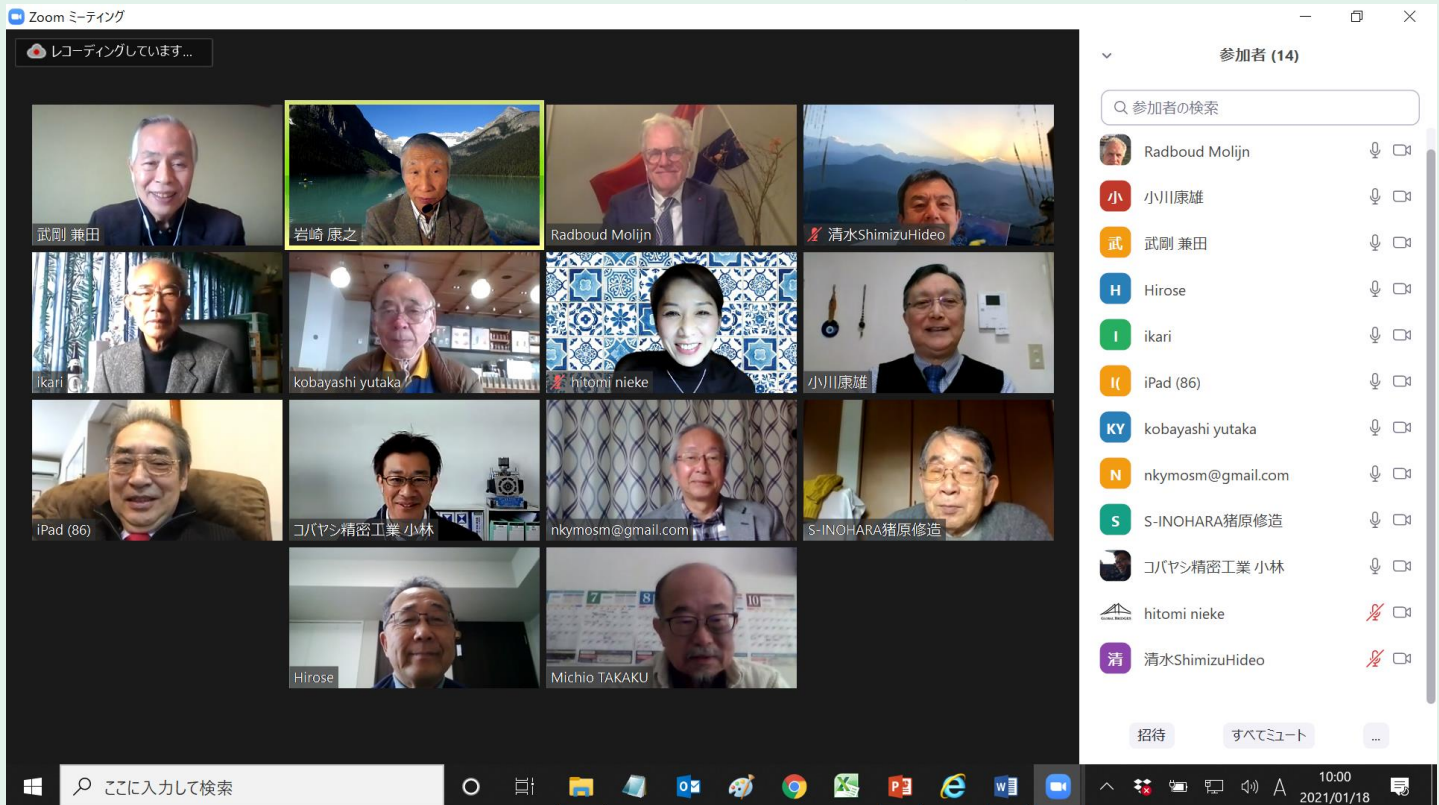 Zoom ミーティング
レコーディングしています...
武剛 兼田
岩崎 康之
Radboud Molijn
清水ShimizuHideo
ikari
kobayashi yutaka
hitomi nieke
小川康雄
iPad (86)
コバヤシ精密工業 小林
nkymosm@gmail.com
S-INOHARA猪原修造
Hirose
Michio TAKAKU
7
8
10
参加者 (14)
参加者の検索
Radboud Molijn
小
小川康雄
武
武剛 兼田
H
Hirose
I
ikari
I(
iPad (86)
KY
kobayashi yutaka
N
nkymosm@gmail.com
S
S-INOHARA猪原修造
コバヤシ精密工業 小林
hitomi nieke
清
清水ShimizuHideo
招待
すべてミュート
...
ここに入力して検索
A
10:00
2021/01/18